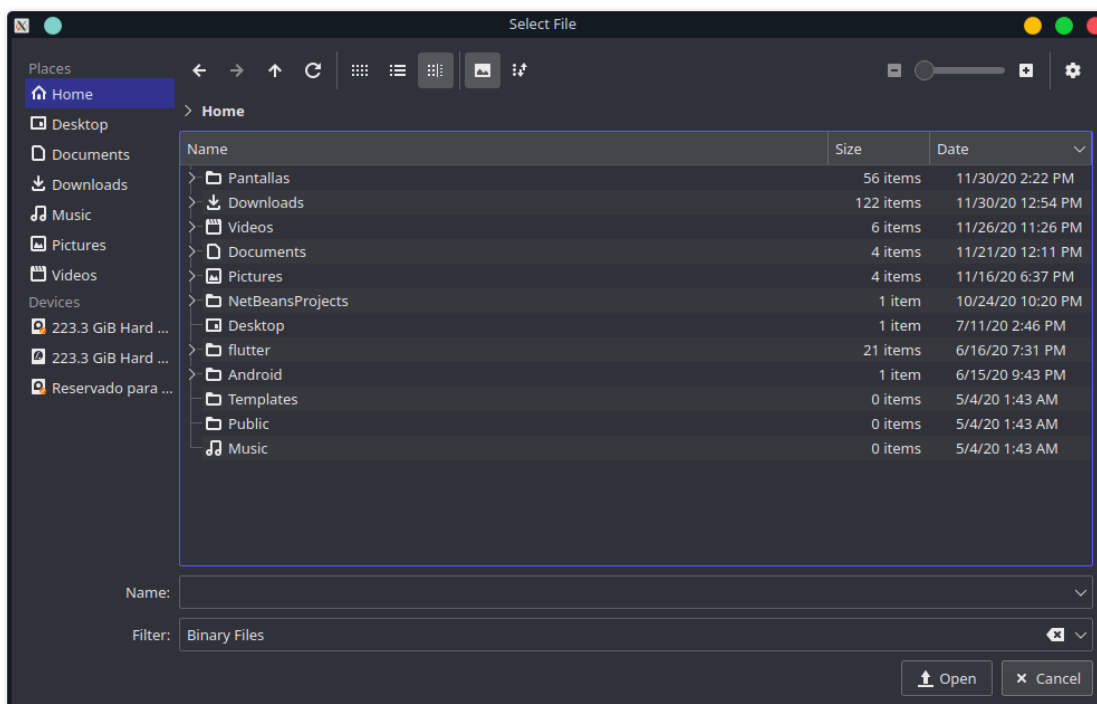 Select File
Places
Home
Desktop
Documents
Downloads
Music
Pictures
Videos
Devices
223.3 GiB Hard ...
223.3 GiB Hard ...
Reservado para ...
> Home
Name Size Date
Pantallas 56 items 11/30/20 2:22 PM
Downloads 122 items 11/30/20 12:54 PM
Videos 6 items 11/26/20 11:26 PM
Documents 4 items 11/21/20 12:11 PM
Pictures 4 items 11/16/20 6:37 PM
NetBeansProjects 1 item 10/24/20 10:20 PM
Desktop 1 item 7/11/20 2:46 PM
flutter 21 items 6/16/20 7:31 PM
Android 1 item 6/15/20 9:43 PM
Templates 0 items 5/4/20 1:43 AM
Public 0 items 5/4/20 1:43 AM
Music 0 items 5/4/20 1:43 AM
Name:
Filter: Binary Files
Open Cancel